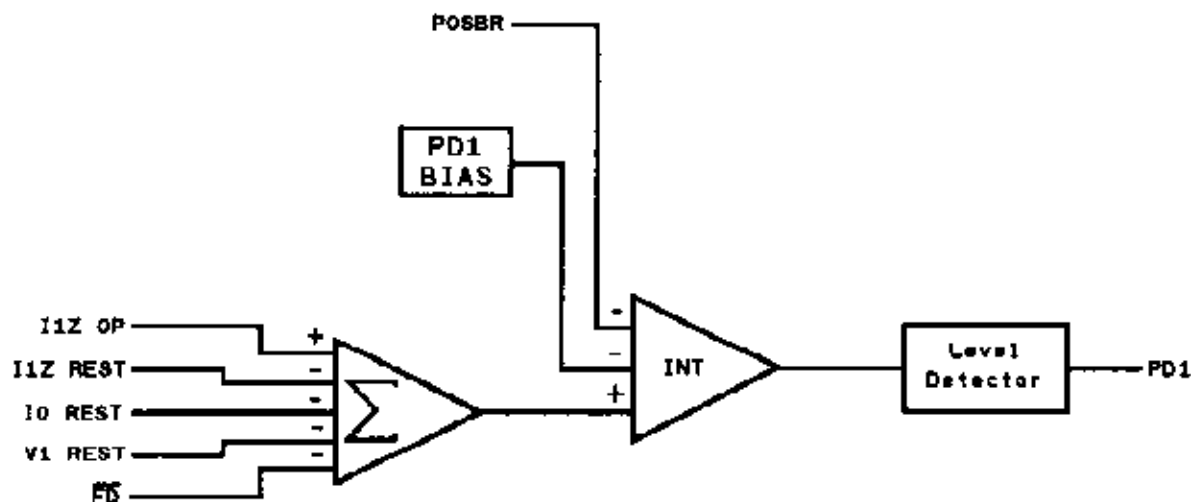 POSBR
PD1
BIAS
I1Z OP
I1Z REST
I0 REST
V1 REST
F̅D̅
+
-
-
-
-
Σ
-
-
+
INT
Level
Detector
PD1